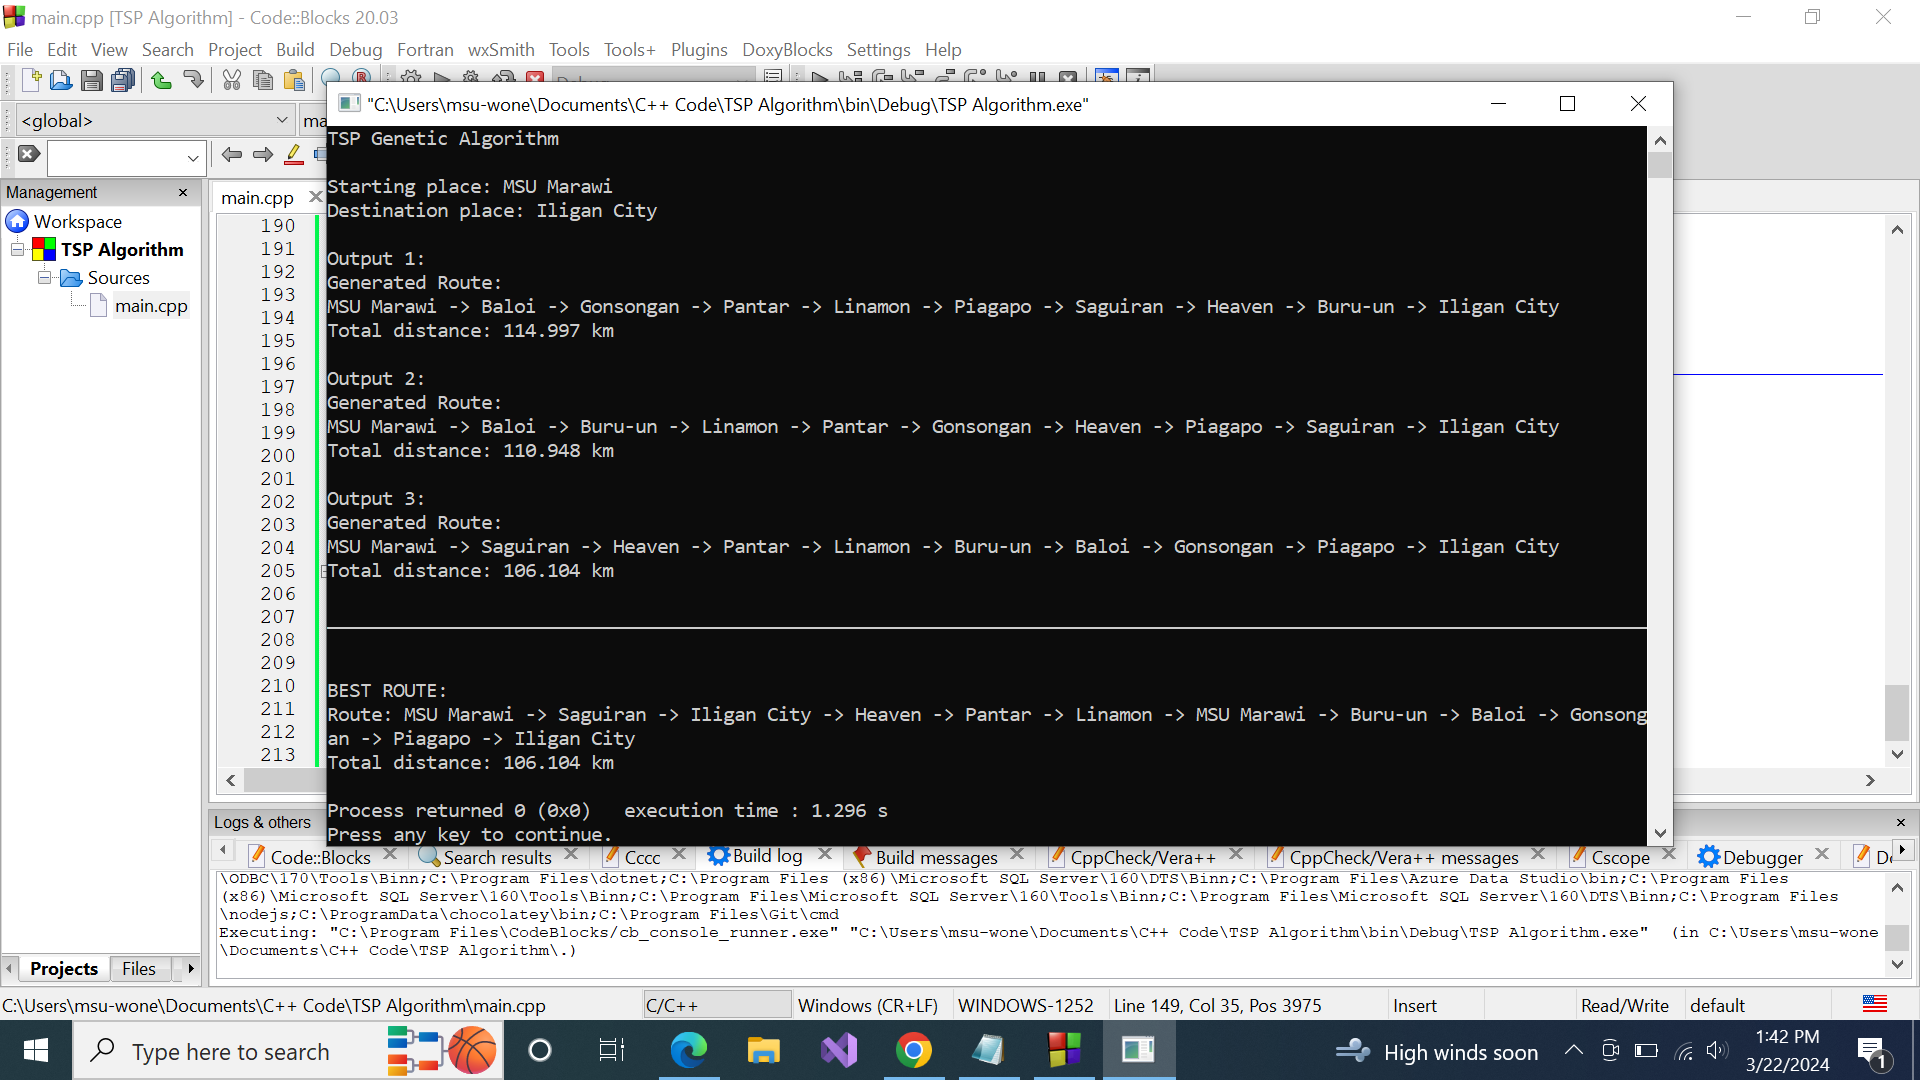 main.cpp [TSP Algorithm] - Code::Blocks 20.03
File Edit View Search Project Build Debug Fortran wxSmith Tools Tools+ Plugins DoxyBlocks Settings Help
<global>
"C:\Users\msu-wone\Documents\C++ Code\TSP Algorithm\bin\Debug\TSP Algorithm.exe"
Management
Workspace
TSP Algorithm
Sources
main.cpp
main.cpp
190
191
192
193
194
195
196
197
198
199
200
201
202
203
204
205
206
207
208
209
210
211
212
213
TSP Genetic Algorithm
Starting place: MSU Marawi
Destination place: Iligan City
Output 1:
Generated Route:
MSU Marawi -> Baloi -> Gonsongan -> Pantar -> Linamon -> Piagapo -> Saguiran -> Heaven -> Buru-un -> Iligan City
Total distance: 114.997 km
Output 2:
Generated Route:
MSU Marawi -> Baloi -> Buru-un -> Linamon -> Pantar -> Gonsongan -> Heaven -> Piagapo -> Saguiran -> Iligan City
Total distance: 110.948 km
Output 3:
Generated Route:
MSU Marawi -> Saguiran -> Heaven -> Pantar -> Linamon -> Buru-un -> Baloi -> Gonsongan -> Piagapo -> Iligan City
Total distance: 106.104 km
BEST ROUTE:
Route: MSU Marawi -> Saguiran -> Iligan City -> Heaven -> Pantar -> Linamon -> MSU Marawi -> Buru-un -> Baloi -> Gonsong
an -> Piagapo -> Iligan City
Total distance: 106.104 km
Process returned 0 (0x0)   execution time : 1.296 s
Press any key to continue.
Logs & others
Code::Blocks Search results Cccc Build log Build messages CppCheck/Vera++ CppCheck/Vera++ messages Cscope Debugger
\ODBC\170\Tools\Binn;C:\Program Files\dotnet;C:\Program Files (x86)\Microsoft SQL Server\160\DTS\Binn;C:\Program Files\Azure Data Studio\bin;C:\Program Files
(x86)\Microsoft SQL Server\160\Tools\Binn;C:\Program Files\Microsoft SQL Server\160\Tools\Binn;C:\Program Files\Microsoft SQL Server\160\DTS\Binn;C:\Program Files
\nodejs;C:\ProgramData\chocolatey\bin;C:\Program Files\Git\cmd
Executing: "C:\Program Files\CodeBlocks/cb_console_runner.exe" "C:\Users\msu-wone\Documents\C++ Code\TSP Algorithm\bin\Debug\TSP Algorithm.exe"  (in C:\Users\msu-wone
\Documents\C++ Code\TSP Algorithm\.)
Projects Files
C:\Users\msu-wone\Documents\C++ Code\TSP Algorithm\main.cpp C/C++ Windows (CR+LF) WINDOWS-1252 Line 149, Col 35, Pos 3975 Insert Read/Write default
Type here to search
High winds soon
1:42 PM
3/22/2024
1